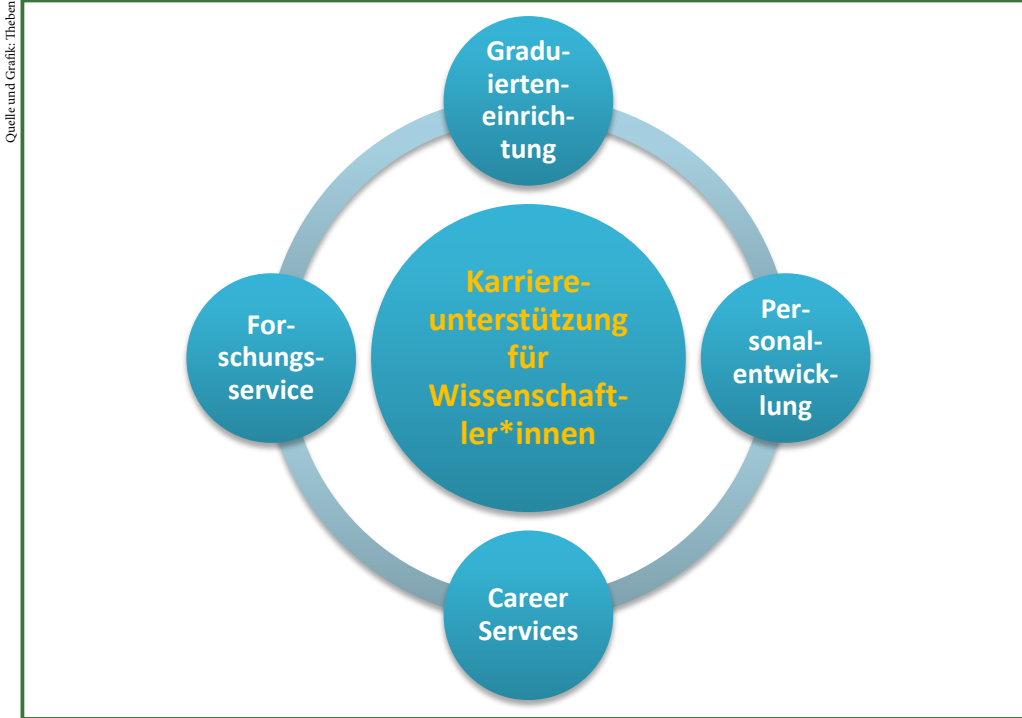 Quelle und Grafik: Theben
Gradu-
ierten-
einrich-
tung
Karriere-
unterstützung
für
Wissenschaft-
ler*innen
For-
schungs-
service
Per-
sonal-
entwick-
lung
Career
Services